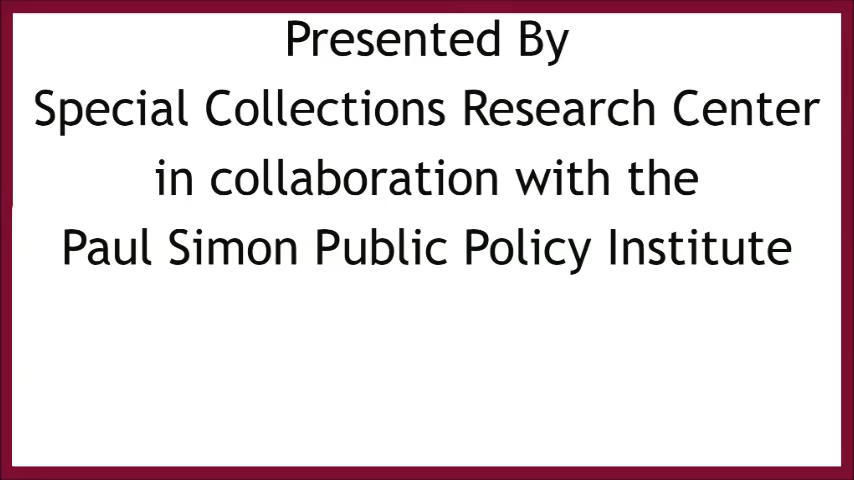 Presented By
Special Collections Research Center
in collaboration with the
Paul Simon Public Policy Institute